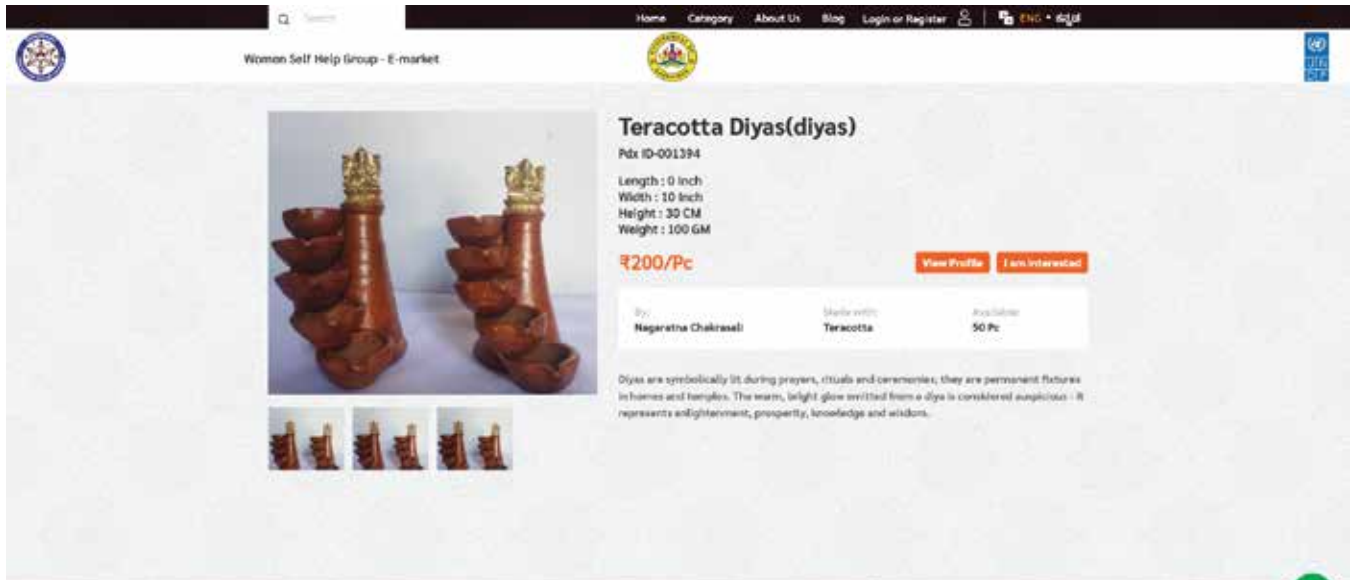 Search
Home Category About Us Blog Login or Register ENG • ಕನ್ನಡ
Women Self Help Group - E-market
UN
DP
Teracotta Diyas(diyas)
Pdx ID-001394
Length : 0 Inch
Width : 10 Inch
Height : 30 CM
Weight : 100 GM
₹200/Pc
View Profile I am interested
By: Made with: Available:
Nagaratna Chakrasali Teracotta 50 Pc
Diyas are symbolically lit during prayers, rituals and ceremonies, they are permanent fixtures
in homes and temples. The warm, bright glow emitted from a diya is considered auspicious - it
represents enlightenment, prosperity, knowledge and wisdom.